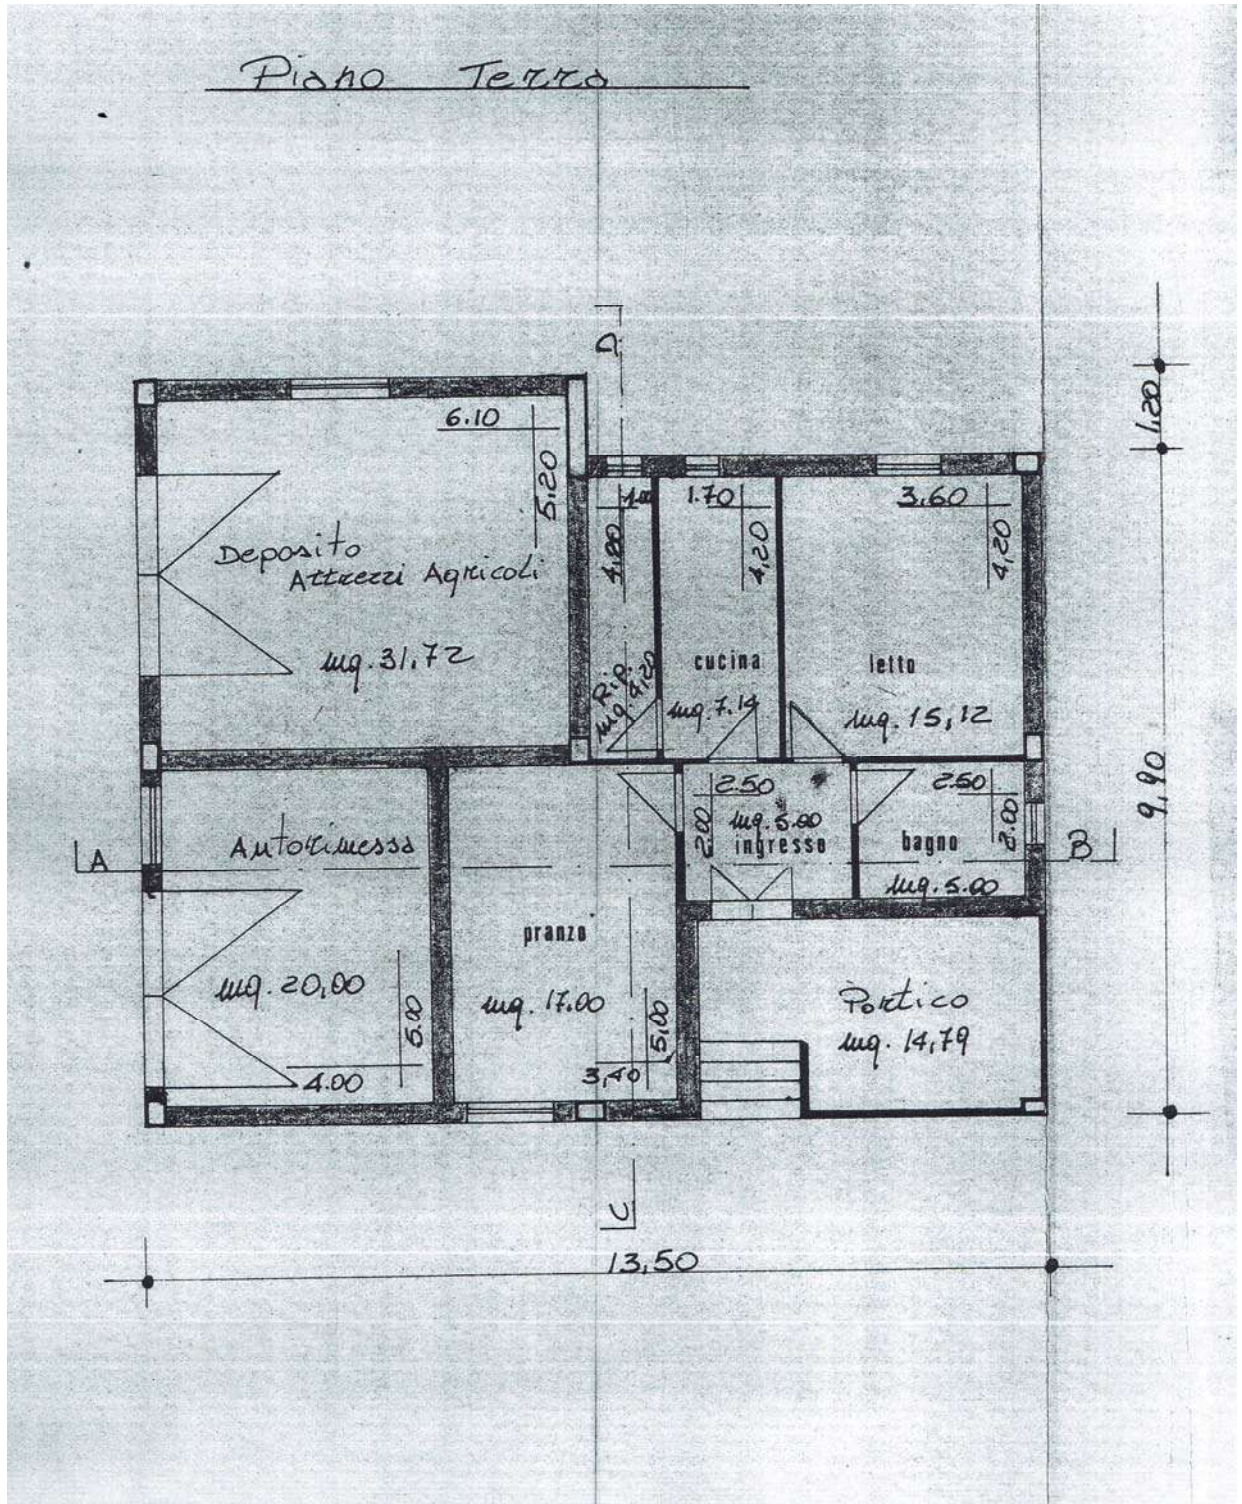 Piano Terra
D
1,20
6.10
5,20
1.00
1.70
3.60
4,20
4,20
4,20
Deposito
Attrezzi Agricoli
mq. 31,72
Rip.
mq. 4,20
cucina
mq. 7.14
letto
mq. 15,12
9,90
2.50
2.00
mq. 5.00
ingresso
2.50
2.00
bagno
mq. 5.00
A
B
Autorimessa
mq. 20,00
5.00
4.00
pranzo
mq. 17.00
5,00
3,40
Portico
mq. 14,79
C
13,50